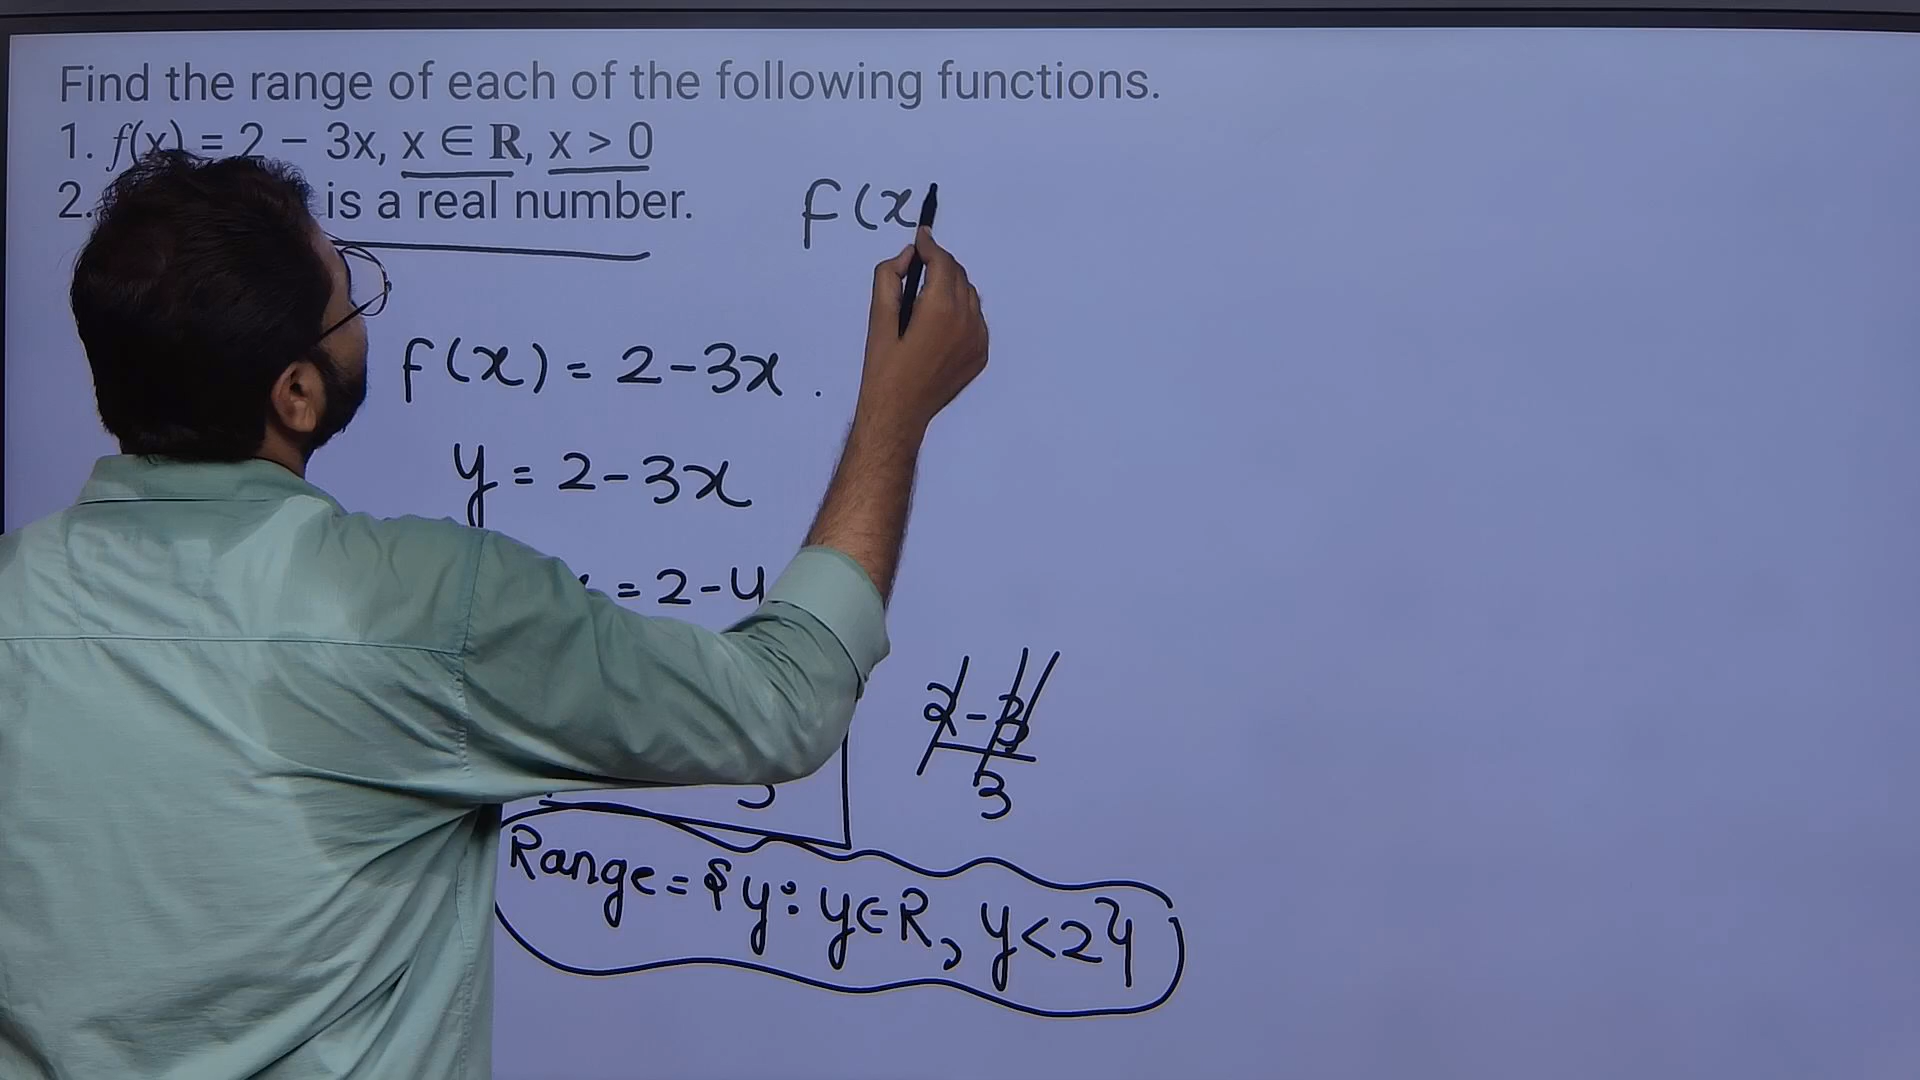 Find the range of each of the following functions.
1. f(x) = 2 – 3x, x ∈ R, x > 0
2. is a real number.
f(x
f(x) = 2 - 3x .
y = 2 - 3x
= 2 - y
2 -
3
3
Range = {y : y ∈ R, y < 2}